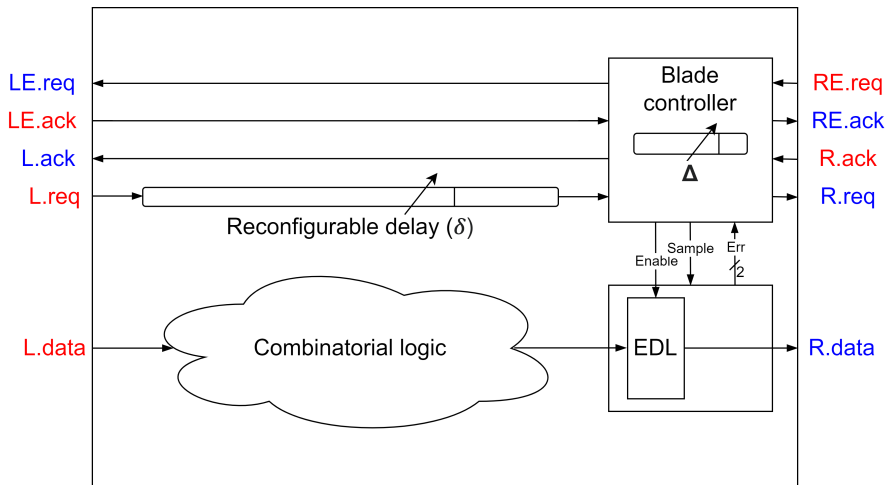 LE.req
Blade
controller
RE.req
LE.ack
RE.ack
L.ack
Δ
R.ack
L.req
R.req
Reconfigurable delay (δ)
Enable
Sample
Err
2
L.data
Combinatorial logic
EDL
R.data